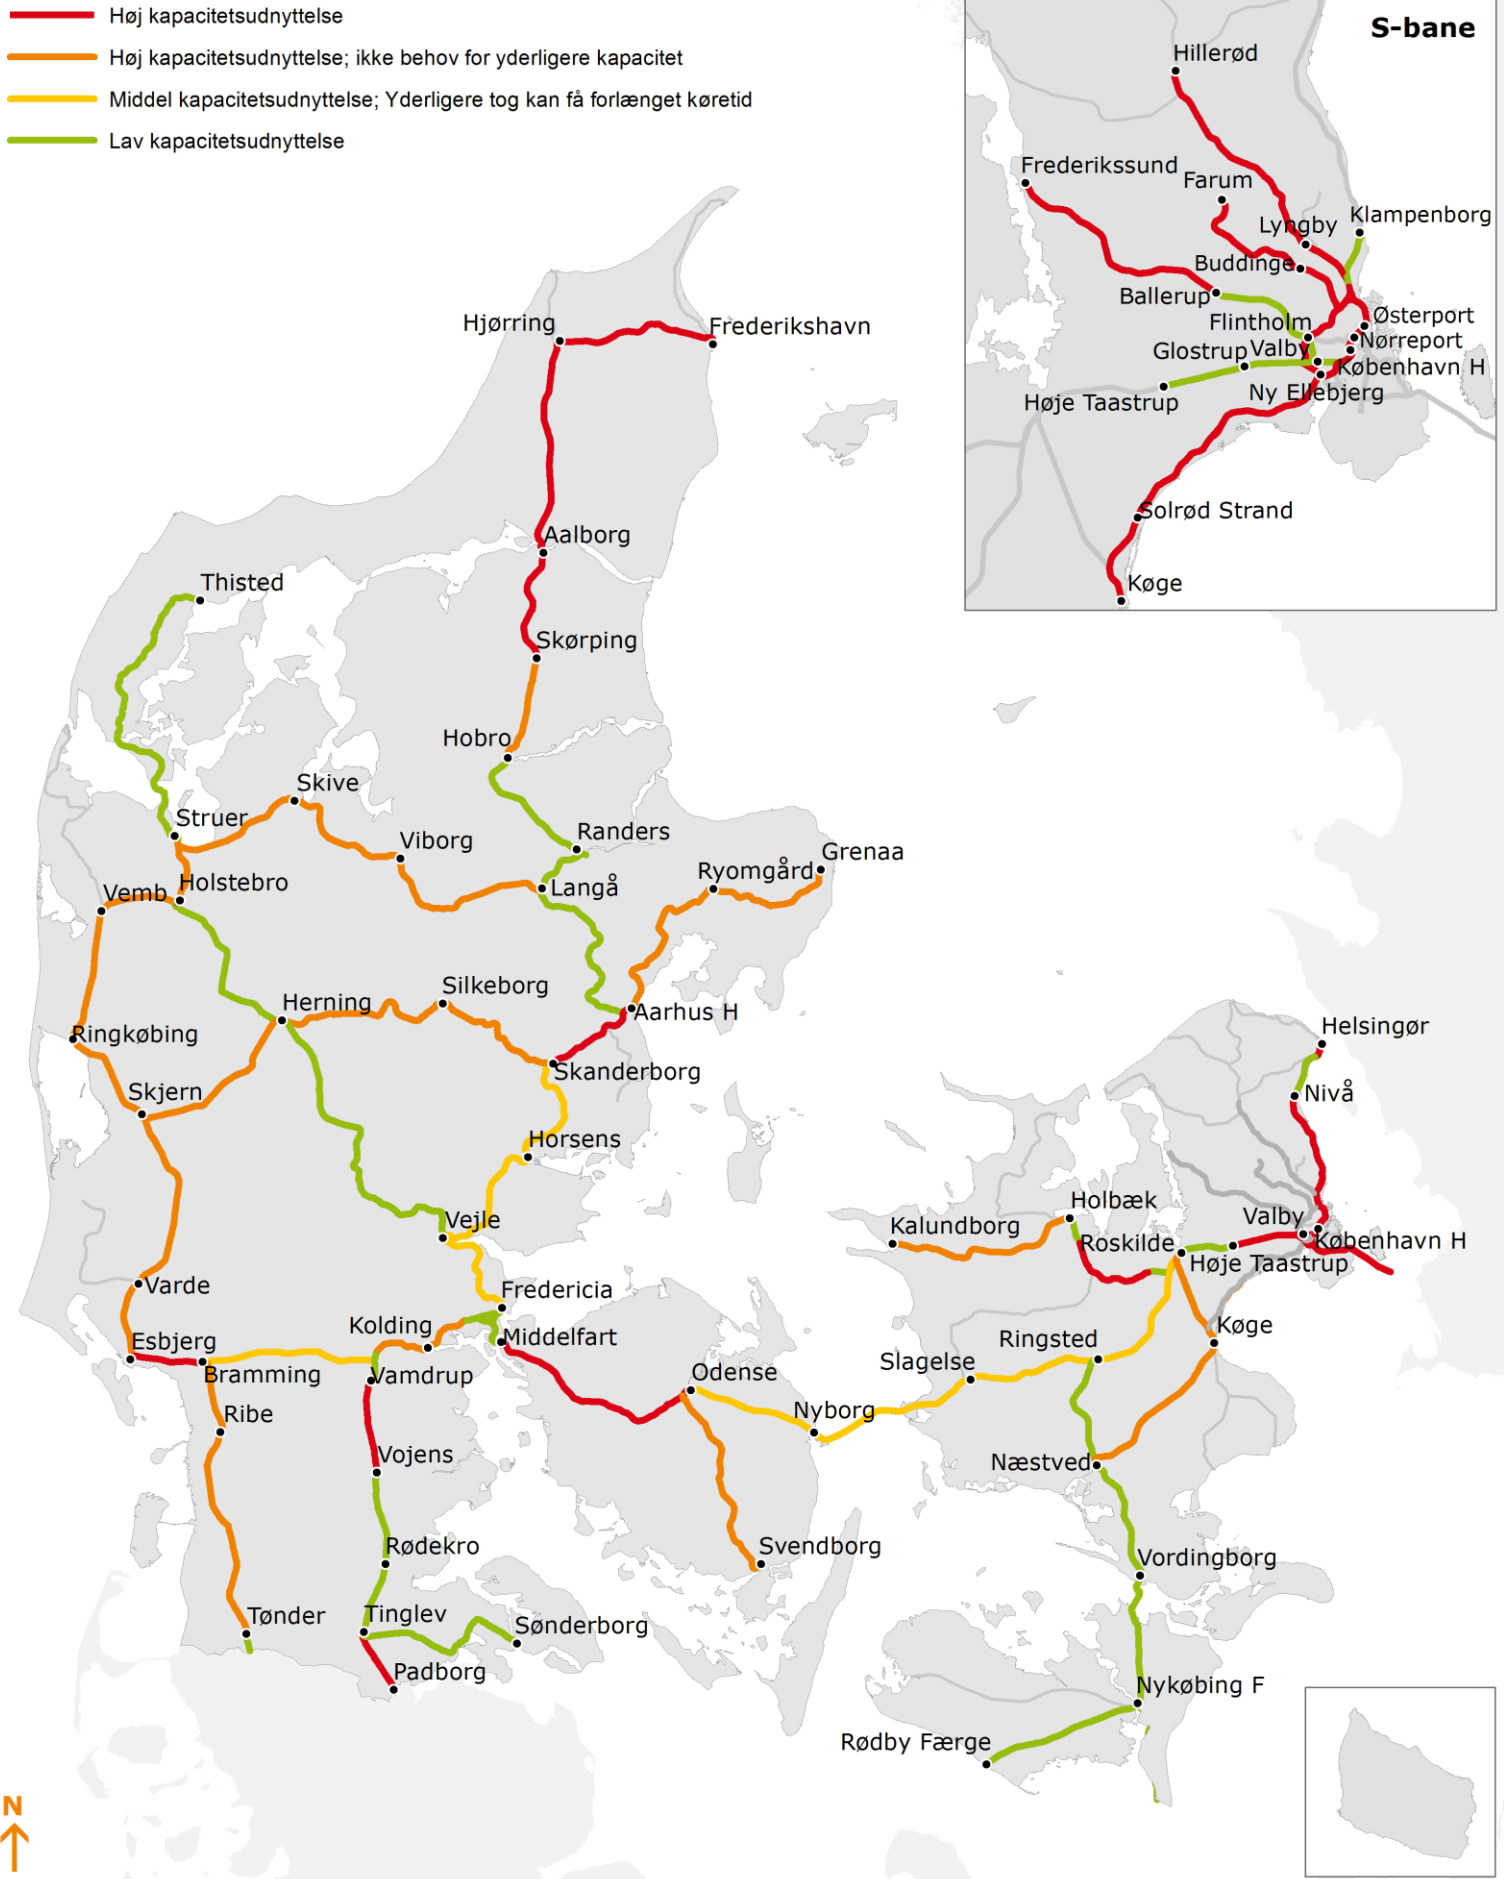 Høj kapacitetsudnyttelse
Høj kapacitetsudnyttelse; ikke behov for yderligere kapacitet
Middel kapacitetsudnyttelse; Yderligere tog kan få forlænget køretid
Lav kapacitetsudnyttelse
S-bane
Hillerød
Frederikssund
Farum
Klampenborg
Lyngby
Buddinge
Ballerup
Østerport
Flintholm
Nørreport
Glostrup
Valby
København H
Ny Ellebjerg
Høje Taastrup
Solrød Strand
Køge
Hjørring
Frederikshavn
Aalborg
Thisted
Skørping
Hobro
Skive
Struer
Viborg
Randers
Grenaa
Ryomgård
Vemb
Holstebro
Langå
Silkeborg
Herning
Aarhus H
Ringkøbing
Skanderborg
Skjern
Horsens
Vejle
Varde
Fredericia
Kolding
Middelfart
Esbjerg
Bramming
Vamdrup
Odense
Nyborg
Ribe
Vojens
Rødekro
Svendborg
Tønder
Tinglev
Sønderborg
Padborg
Helsingør
Nivå
Holbæk
Kalundborg
Valby
Roskilde
København H
Høje Taastrup
Køge
Ringsted
Slagelse
Næstved
Vordingborg
Nykøbing F
Rødby Færge
N